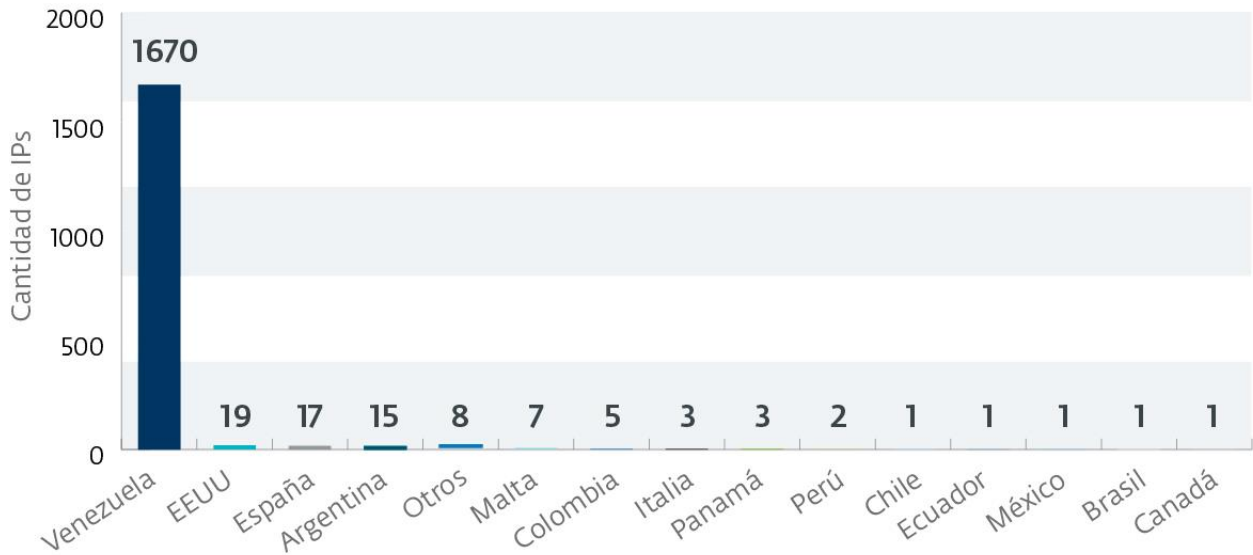 2000
1670
1500
Cantidad de IPs
1000
500
19 17 15 8 7 5 3 3 2 1 1 1 1 1
0
Venezuela EEUU España Argentina Otros Malta Colombia Italia Panamá Perú Chile Ecuador México Brasil Canadá